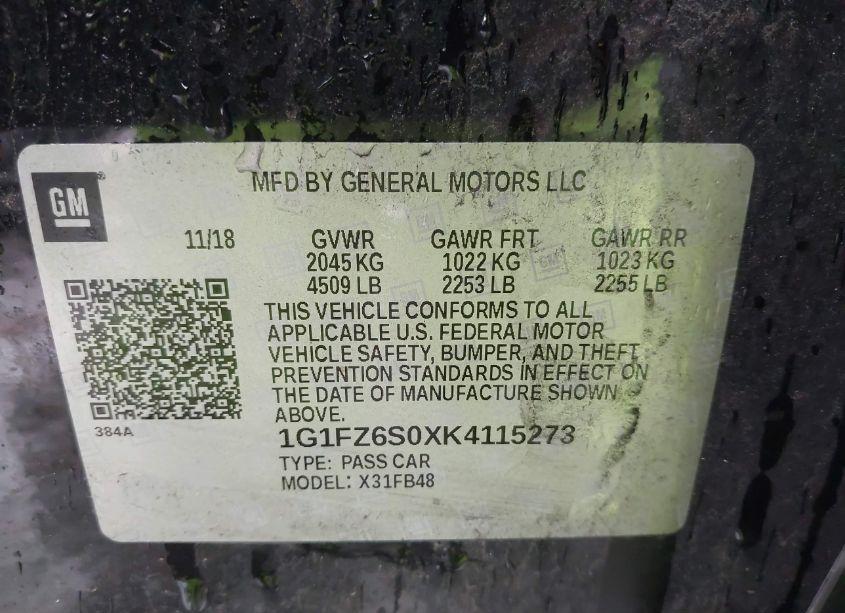 GM
MFD BY GENERAL MOTORS LLC
11/18 GVWR GAWR FRT GAWR RR
2045 KG 1022 KG 1023 KG
4509 LB 2253 LB 2255 LB
THIS VEHICLE CONFORMS TO ALL
APPLICABLE U.S. FEDERAL MOTOR
VEHICLE SAFETY, BUMPER, AND THEFT
PREVENTION STANDARDS IN EFFECT ON
THE DATE OF MANUFACTURE SHOWN
ABOVE.
384A
1G1FZ6S0XK4115273
TYPE: PASS CAR
MODEL: X31FB48